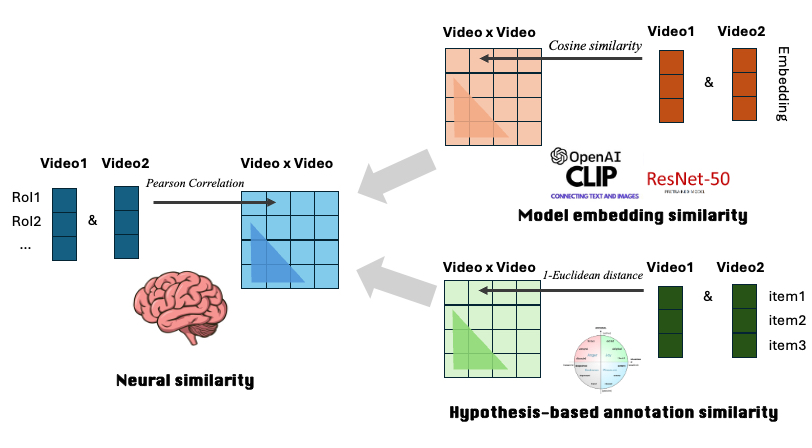 Video x Video
Cosine similarity
Video1
Video2
&
Embedding
OpenAI
CLIP
CONNECTING TEXT AND IMAGES
ResNet-50
Model embedding similarity
Video1
Video2
Video x Video
Pearson Correlation
RoI1
RoI2
...
&
Neural similarity
Video x Video
1-Euclidean distance
Video1
Video2
&
item1
item2
item3
Hypothesis-based annotation similarity